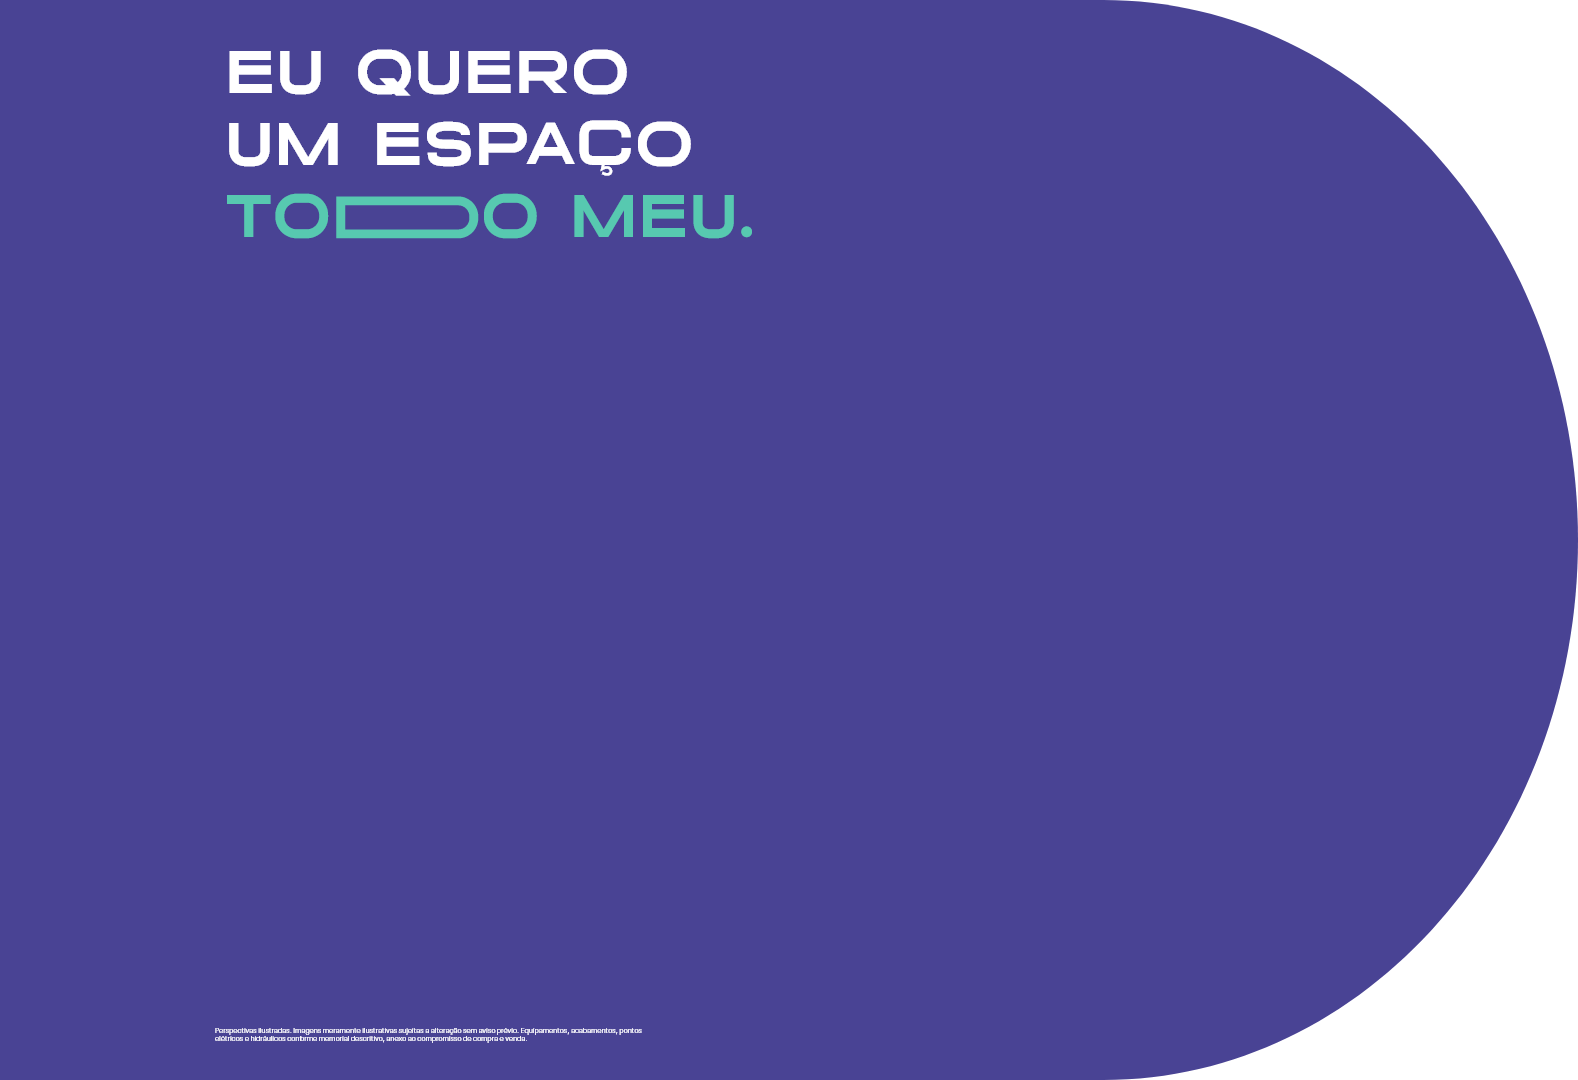 EU QUERO
UM ESPAÇO
TODO MEU.
Perspectivas ilustradas. Imagens meramente ilustrativas sujeitas a alteração sem aviso prévio. Equipamentos, acabamentos, pontos
elétricos e hidráulicos conforme memorial descritivo, anexo ao compromisso de compra e venda.